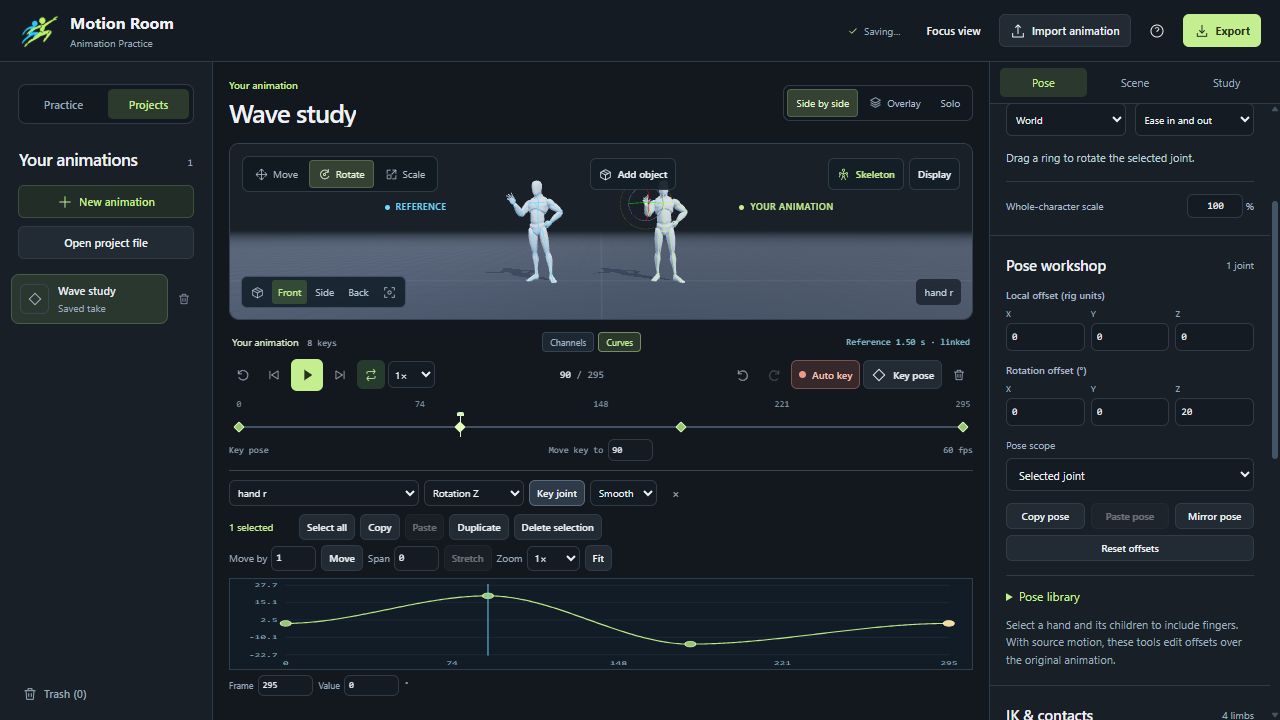 Motion Room
Animation Practice
Saving...
Focus view
Import animation
Export
Practice
Projects
Your animations
1
New animation
Open project file
Wave study
Saved take
Trash (0)
Your animation
Wave study
Side by side
Overlay
Solo
Move
Rotate
Scale
Add object
Skeleton
Display
REFERENCE
YOUR ANIMATION
Front
Side
Back
hand r
Your animation 8 keys
Channels
Curves
Reference 1.50 s · linked
1×
90 / 295
Auto key
Key pose
0 74 148 221 295
Key pose
Move key to 90
60 fps
hand r
Rotation Z
Key joint
Smooth
×
1 selected
Select all
Copy
Paste
Duplicate
Delete selection
Move by 1
Move
Span 0
Stretch
Zoom 1×
Fit
27.7
15.1
2.5
-10.1
-22.7
0 74 148 221 295
Frame 295 Value 0 °
Pose
Scene
Study
World
Ease in and out
Drag a ring to rotate the selected joint.
Whole-character scale 100 %
Pose workshop
1 joint
Local offset (rig units)
X Y Z
0 0 0
Rotation offset (°)
X Y Z
0 0 20
Pose scope
Selected joint
Copy pose
Paste pose
Mirror pose
Reset offsets
Pose library
Select a hand and its children to include fingers.
With source motion, these tools edit offsets over
the original animation.
IK & contacts
4 limbs